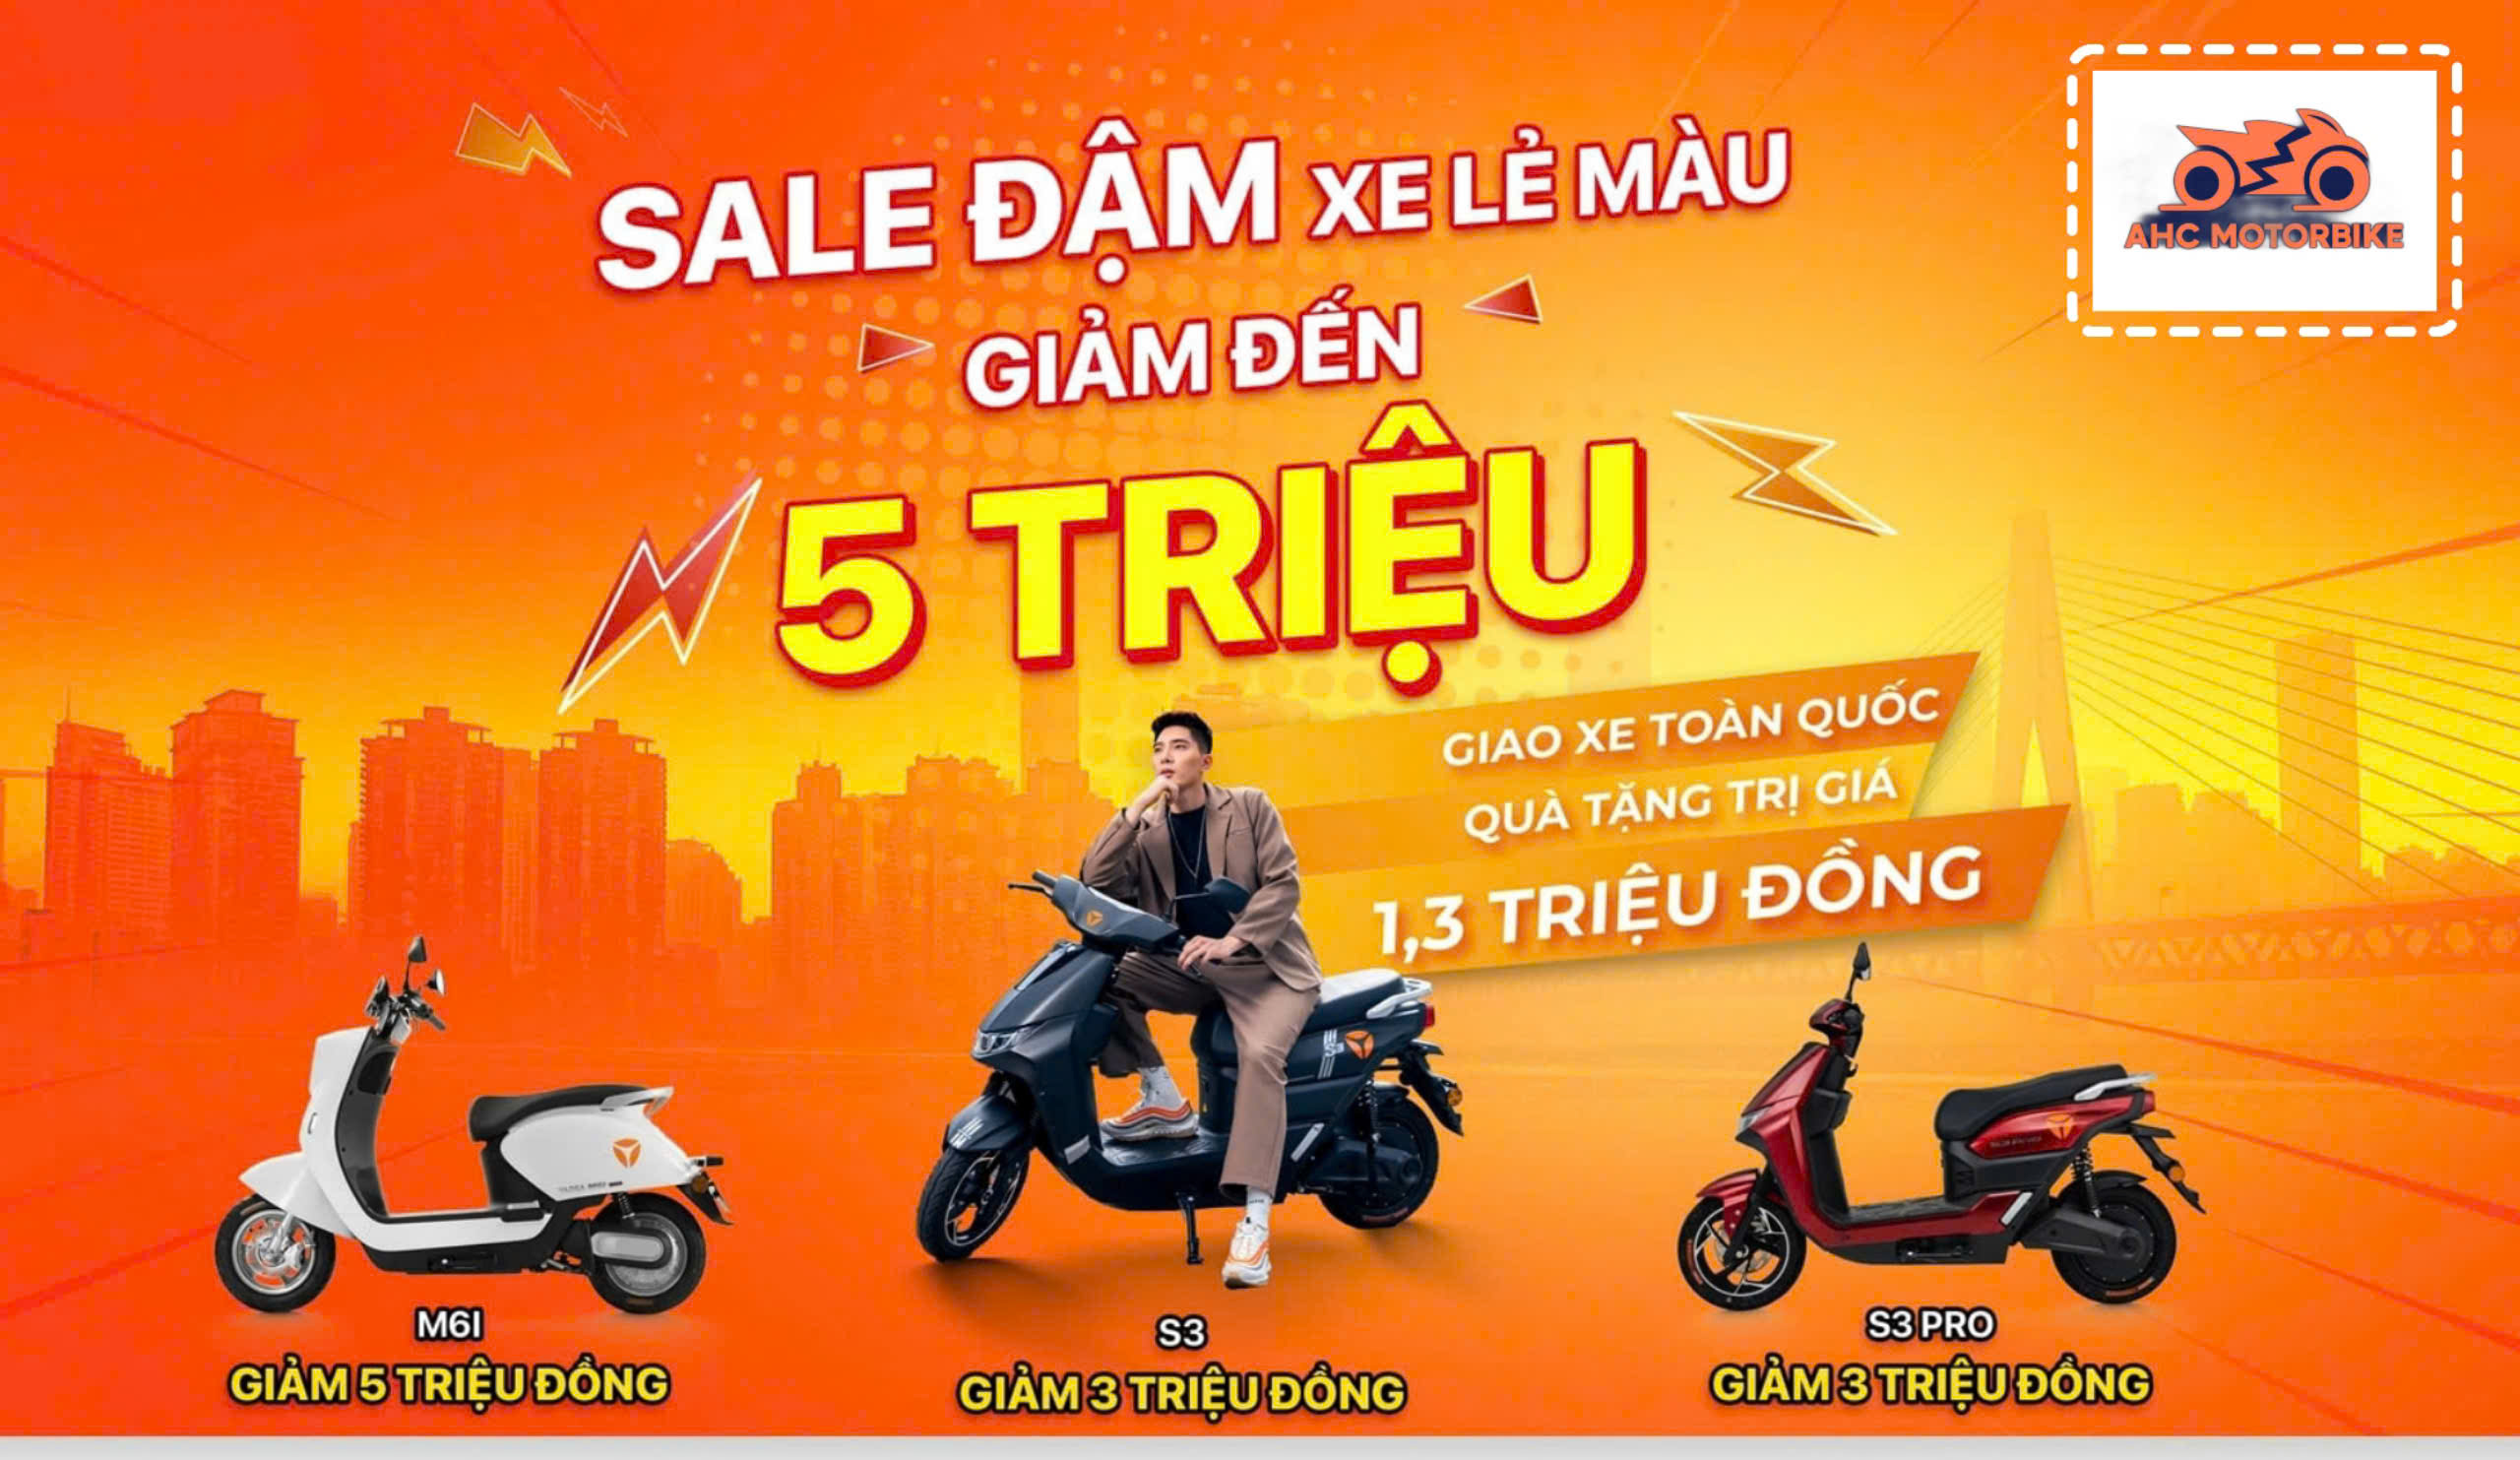 SALE ĐẬM XE LẺ MÀU
AHC MOTORBIKE
GIẢM ĐẾN
5 TRIỆU
GIAO XE TOÀN QUỐC
QUÀ TẶNG TRỊ GIÁ
1,3 TRIỆU ĐỒNG
S3 PRO
M6I
GIẢM 5 TRIỆU ĐỒNG
S3
GIẢM 3 TRIỆU ĐỒNG
S3 PRO
GIẢM 3 TRIỆU ĐỒNG